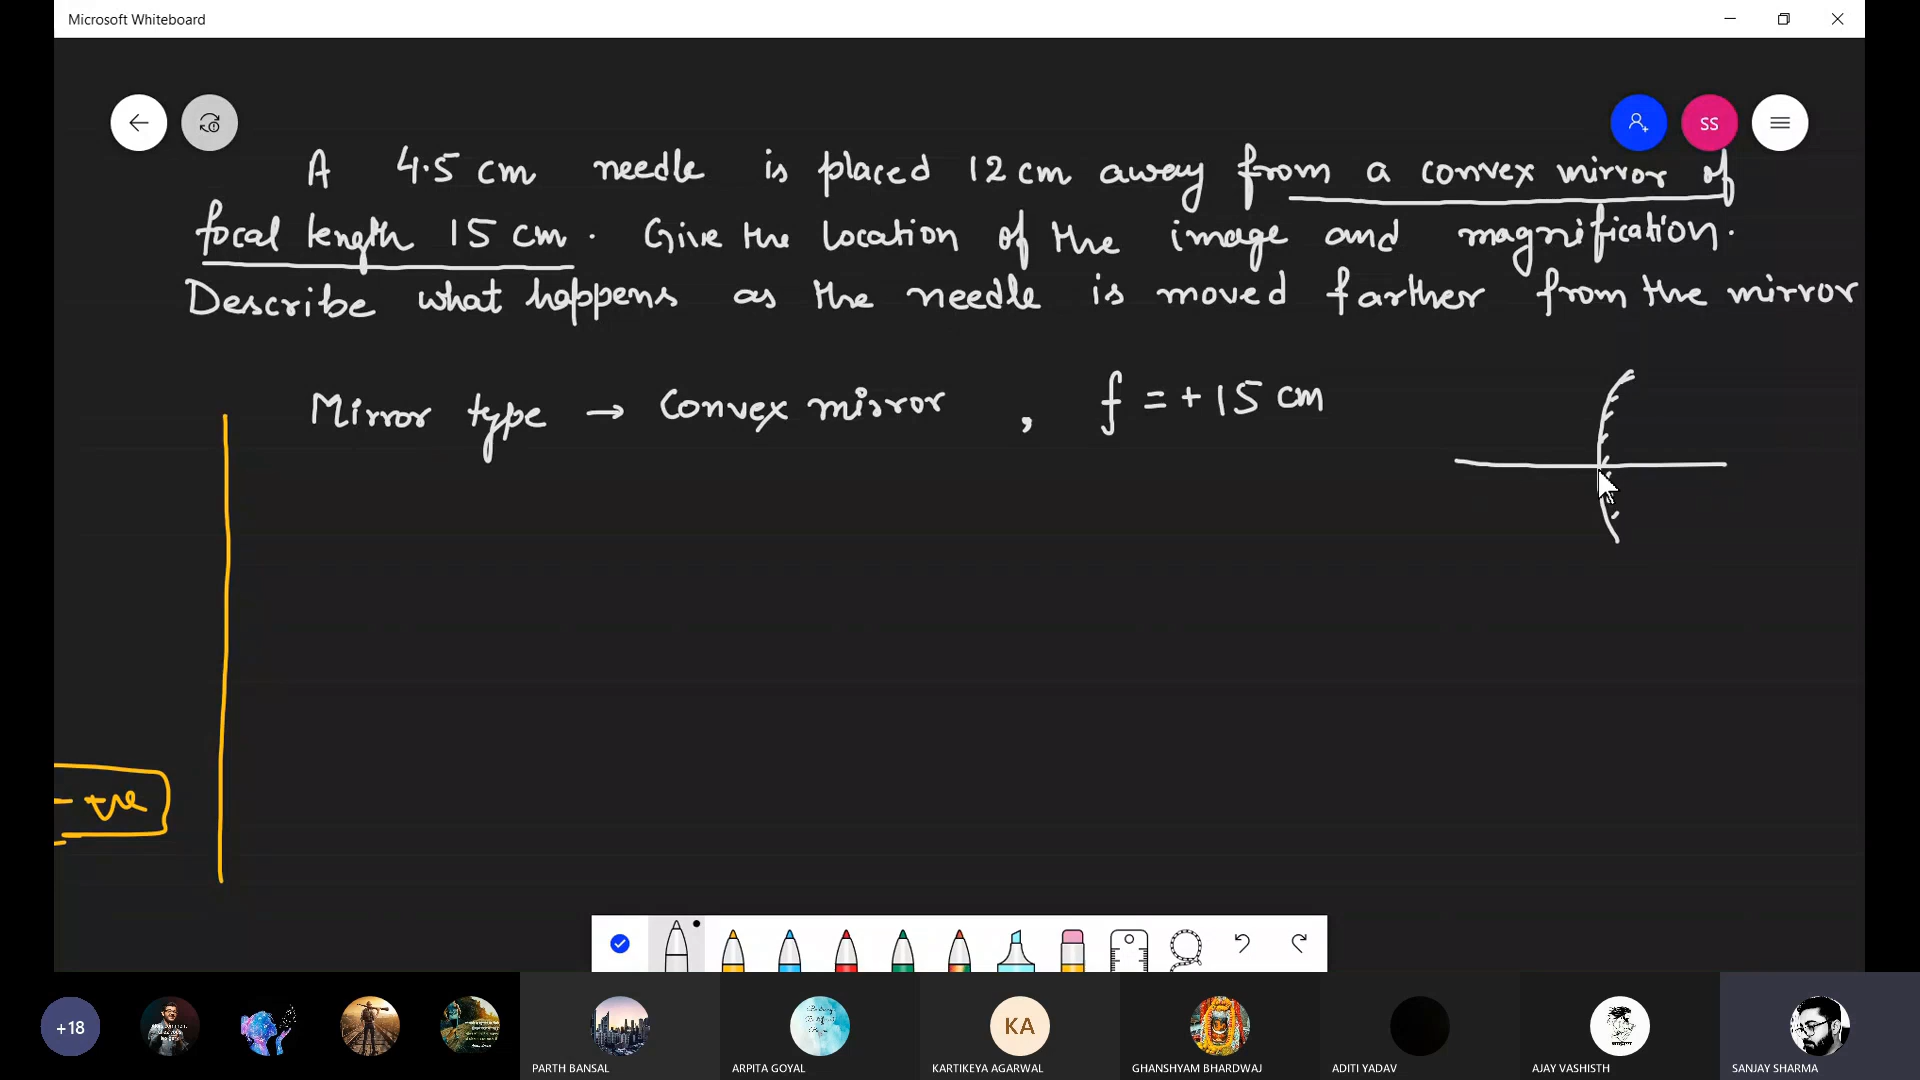 Microsoft Whiteboard
SS
A 4.5 cm needle is placed 12 cm away from a convex mirror of
focal length 15 cm. Give the location of the image and magnification.
Describe what happens as the needle is moved farther from the mirror
Mirror type → Convex mirror , f = + 15 cm
- +ve
+18
KA
PARTH BANSAL
ARPITA GOYAL
KARTIKEYA AGARWAL
GHANSHYAM BHARDWAJ
ADITI YADAV
AJAY VASHISTH
SANJAY SHARMA